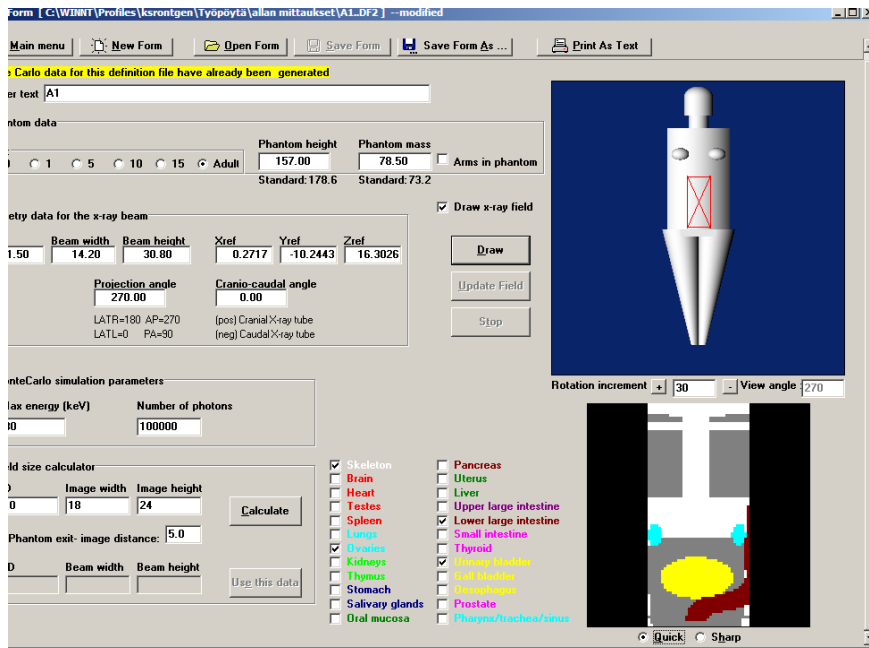 Form [ C:\WINNT\Profiles\ksrontgen\Työpöytä\allan mittaukset\A1..DF2 ] --modified
Main menu New Form Open Form Save Form Save Form As ... Print As Text
Carlo data for this definition file have already been generated
text A1
data
1 5 10 15 Adult
Phantom height Phantom mass
157.00 78.50 Arms in phantom
Standard: 178.6 Standard: 73.2
Draw x-ray field
data for the x-ray beam
Beam width Beam height Xref Yref Zref
1.50 14.20 30.80 0.2717 -10.2443 16.3026
Draw
Projection angle Cranio-caudal angle
270.00 0.00
Update Field
LATR=180 AP=270 (pos) Cranial X-ray tube
LATL=0 PA=90 (neg) Caudal X-ray tube
Stop
Rotation increment + 30 - View angle : 270
simulation parameters
energy (keV) Number of photons
100000
size calculator
Image width Image height
18 24
Calculate
Phantom exit- image distance: 5.0
Beam width Beam height
Use this data
Skeleton
Brain
Heart
Testes
Spleen
Lungs
Ovaries
Kidneys
Thymus
Stomach
Salivary glands
Oral mucosa
Pancreas
Uterus
Liver
Upper large intestine
Lower large intestine
Small intestine
Thyroid
Urinary bladder
Gall bladder
Oesophagus
Prostate
Pharynx/trachea/sinus
Quick Sharp